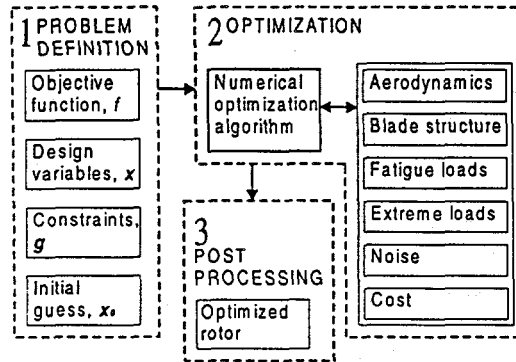 1 PROBLEM
DEFINITION
Objective
function, f
Design
variables, x
Constraints,
g
Initial
guess, x₀
2 OPTIMIZATION
Numerical
optimization
algorithm
Aerodynamics
Blade structure
Fatigue loads
Extreme loads
Noise
Cost
3
POST
PROCESSING
Optimized
rotor